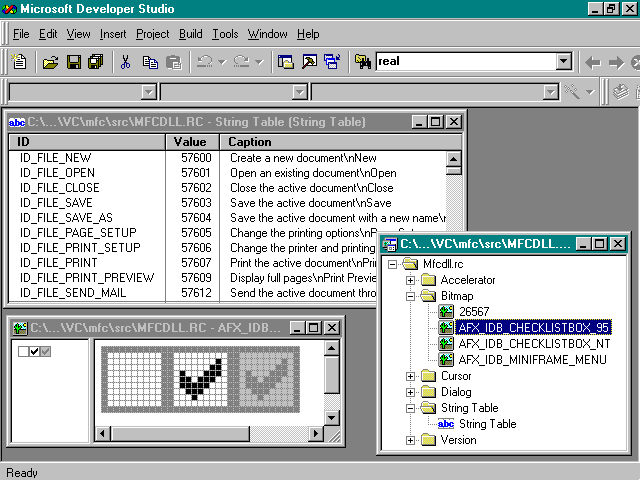 Microsoft Developer Studio
File Edit View Insert Project Build Tools Window Help
real
abc C:\...\VC\mfc\src\MFCDLL.RC - String Table (String Table)
ID Value Caption
ID_FILE_NEW 57600 Create a new document\nNew
ID_FILE_OPEN 57601 Open an existing document\nOpen
ID_FILE_CLOSE 57602 Close the active document\nClose
ID_FILE_SAVE 57603 Save the active document\nSave
ID_FILE_SAVE_AS 57604 Save the active document with a new name\n
ID_FILE_PAGE_SETUP 57605 Change the printing options\n
ID_FILE_PRINT_SETUP 57606 Change the printer and printing
ID_FILE_PRINT 57607 Print the active document\nPri
ID_FILE_PRINT_PREVIEW 57609 Display full pages\nPrint Previe
ID_FILE_SEND_MAIL 57612 Send the active document thro
C:\...\VC\mfc\src\MFCDLL....
Mfcdll.rc
Accelerator
Bitmap
26567
AFX_IDB_CHECKLISTBOX_95
AFX_IDB_CHECKLISTBOX_NT
AFX_IDB_MINIFRAME_MENU
Cursor
Dialog
String Table
abc String Table
Version
C:\...\VC\mfc\src\MFCDLL.RC - AFX_IDB...
Ready